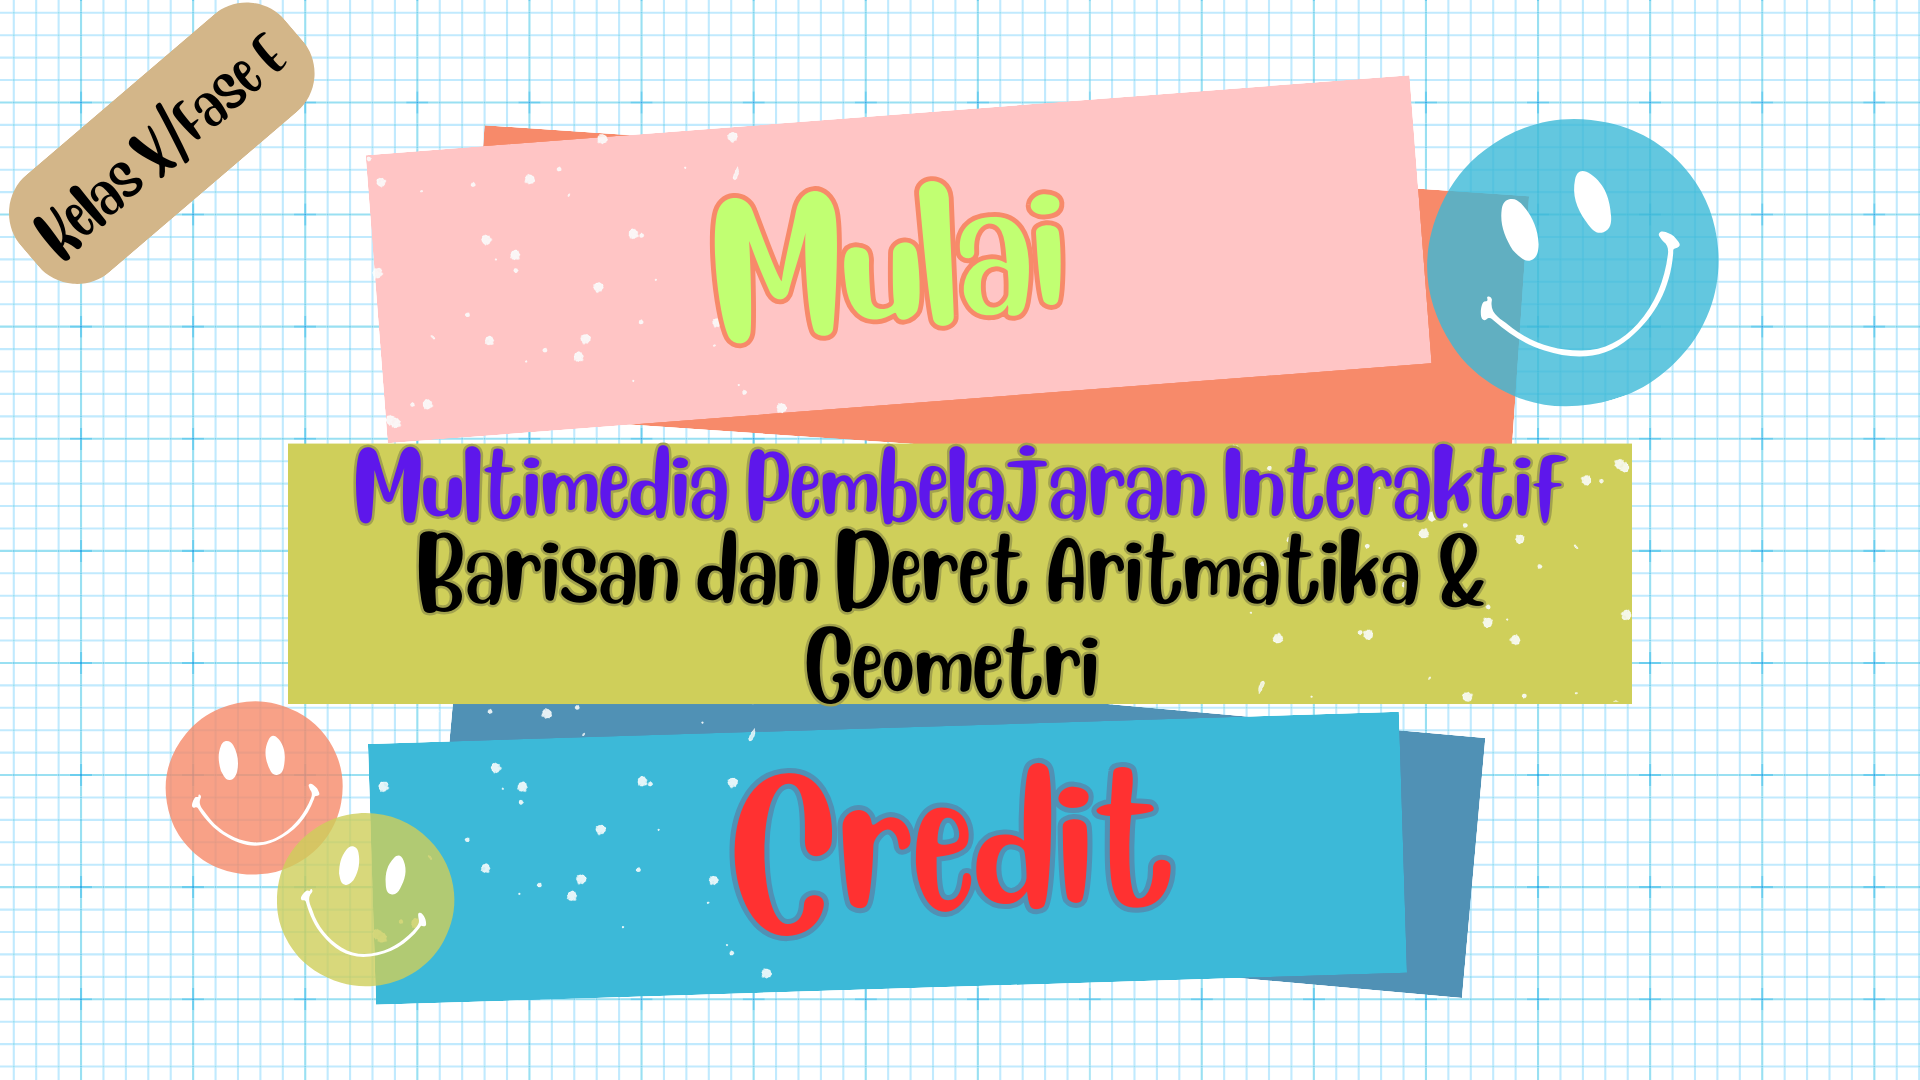 Kelas X/Fase E
Mulai
Multimedia Pembelajaran Interaktif
Barisan dan Deret Aritmatika &
Geometri
Credit